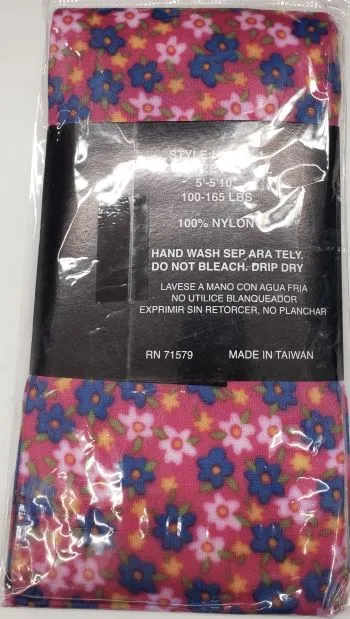 STYLE
5'-5'10"
100-165 LBS
100% NYLON
HAND WASH SEP ARA TELY.
DO NOT BLEACH. DRIP DRY
LAVESE A MANO CON AGUA FRIA
NO UTILICE BLANQUEADOR
EXPRIMIR SIN RETORCER, NO PLANCHAR
RN 71579 MADE IN TAIWAN